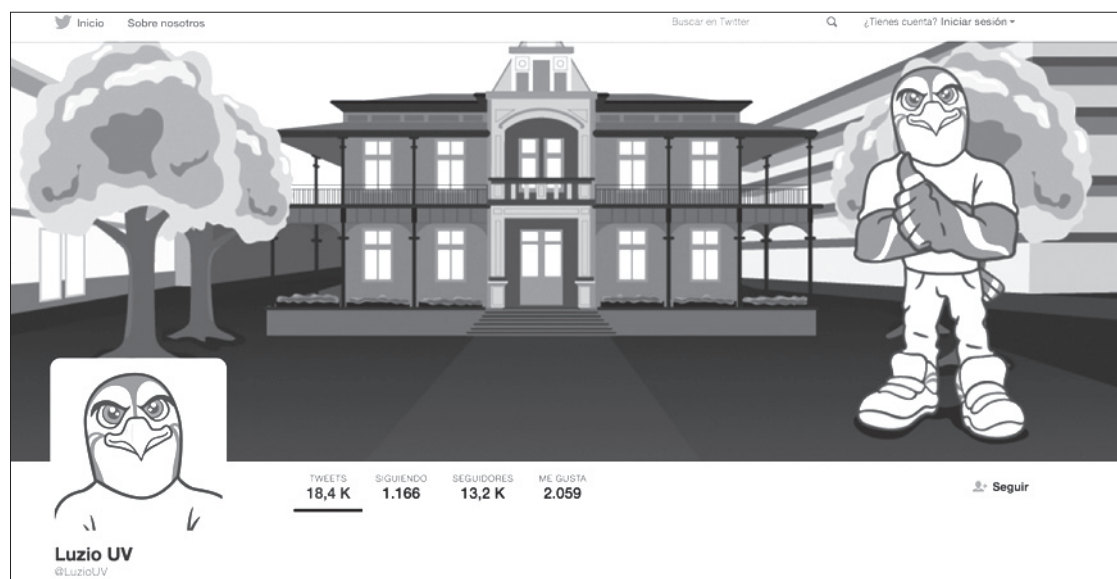 Inicio Sobre nosotros Buscar en Twitter ¿Tienes cuenta? Iniciar sesión
TWEETS SIGUIENDO SEGUIDORES ME GUSTA
18,4 K 1.166 13,2 K 2.059
Seguir
Luzio UV
@LuzioUV